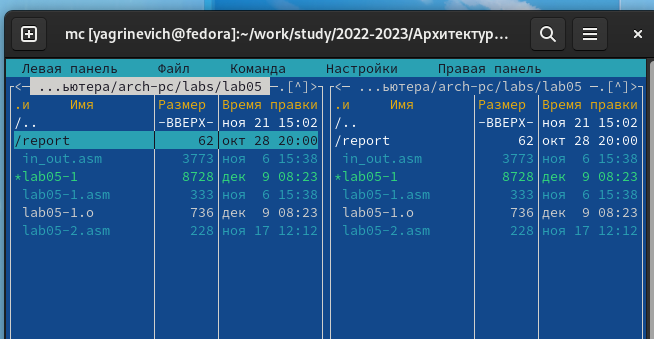 mc [yagrinevich@fedora]:~/work/study/2022-2023/Архитектур…
Левая панель Файл Команда Настройки Правая панель
<─ …ьютера/arch-pc/labs/lab05 ─.[^]> <─ …ьютера/arch-pc/labs/lab05 ─.[^]>
.и Имя Размер Время правки .и Имя Размер Время правки
/.. -ВВЕРХ- ноя 21 15:02 /.. -ВВЕРХ- ноя 21 15:02
/report 62 окт 28 20:00 /report 62 окт 28 20:00
in_out.asm 3773 ноя 6 15:38 in_out.asm 3773 ноя 6 15:38
*lab05-1 8728 дек 9 08:23 *lab05-1 8728 дек 9 08:23
lab05-1.asm 333 ноя 6 15:38 lab05-1.asm 333 ноя 6 15:38
lab05-1.o 736 дек 9 08:23 lab05-1.o 736 дек 9 08:23
lab05-2.asm 228 ноя 17 12:12 lab05-2.asm 228 ноя 17 12:12